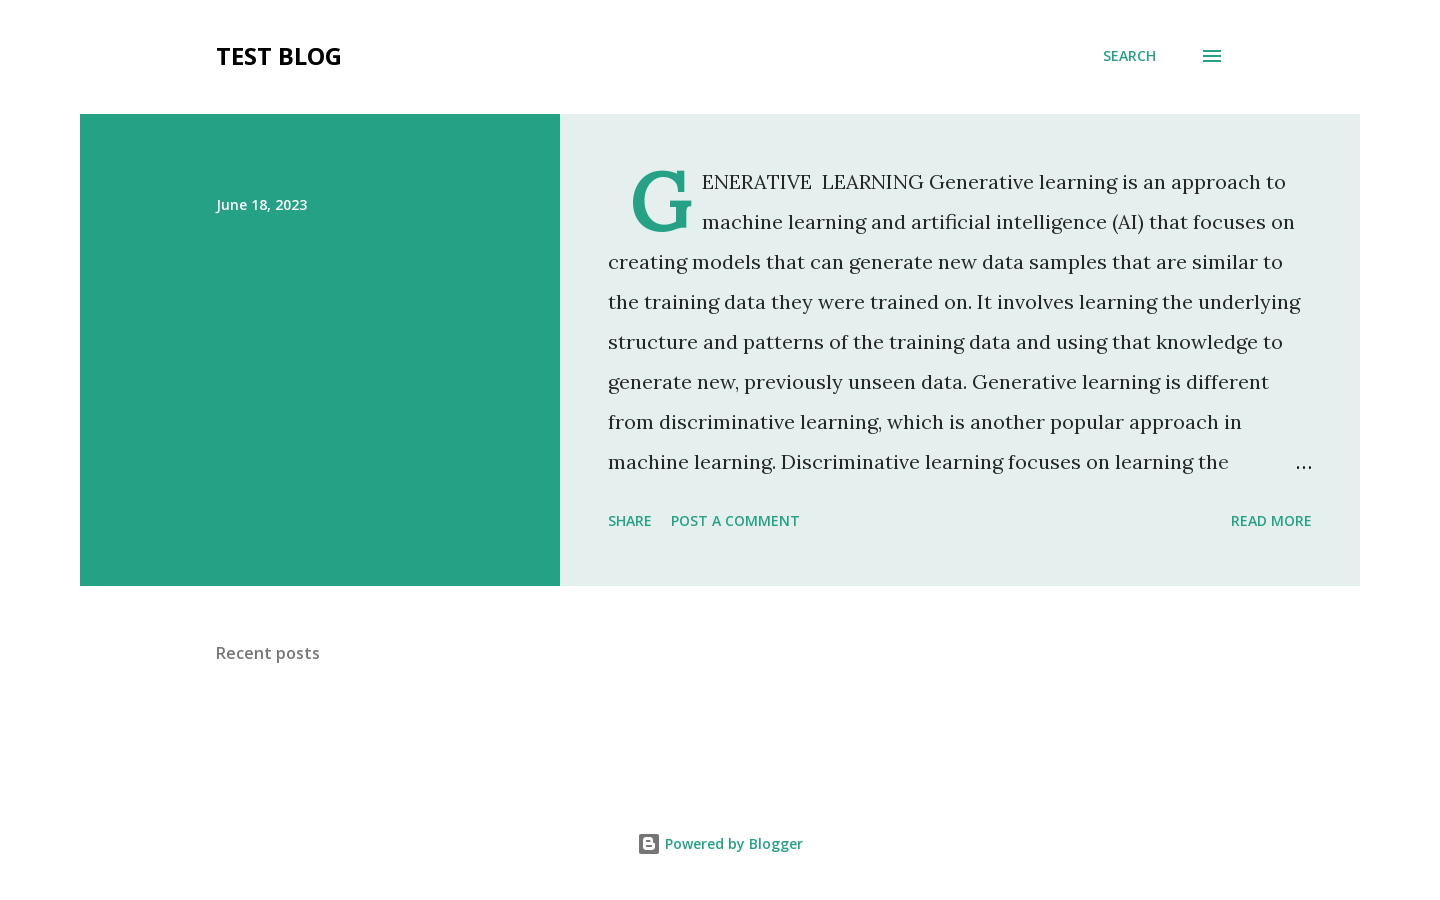 TEST BLOG
SEARCH
June 18, 2023
GENERATIVE LEARNING Generative learning is an approach to
machine learning and artificial intelligence (AI) that focuses on
creating models that can generate new data samples that are similar to
the training data they were trained on. It involves learning the underlying
structure and patterns of the training data and using that knowledge to
generate new, previously unseen data. Generative learning is different
from discriminative learning, which is another popular approach in
machine learning. Discriminative learning focuses on learning the …
SHARE POST A COMMENT READ MORE
Recent posts
Powered by Blogger